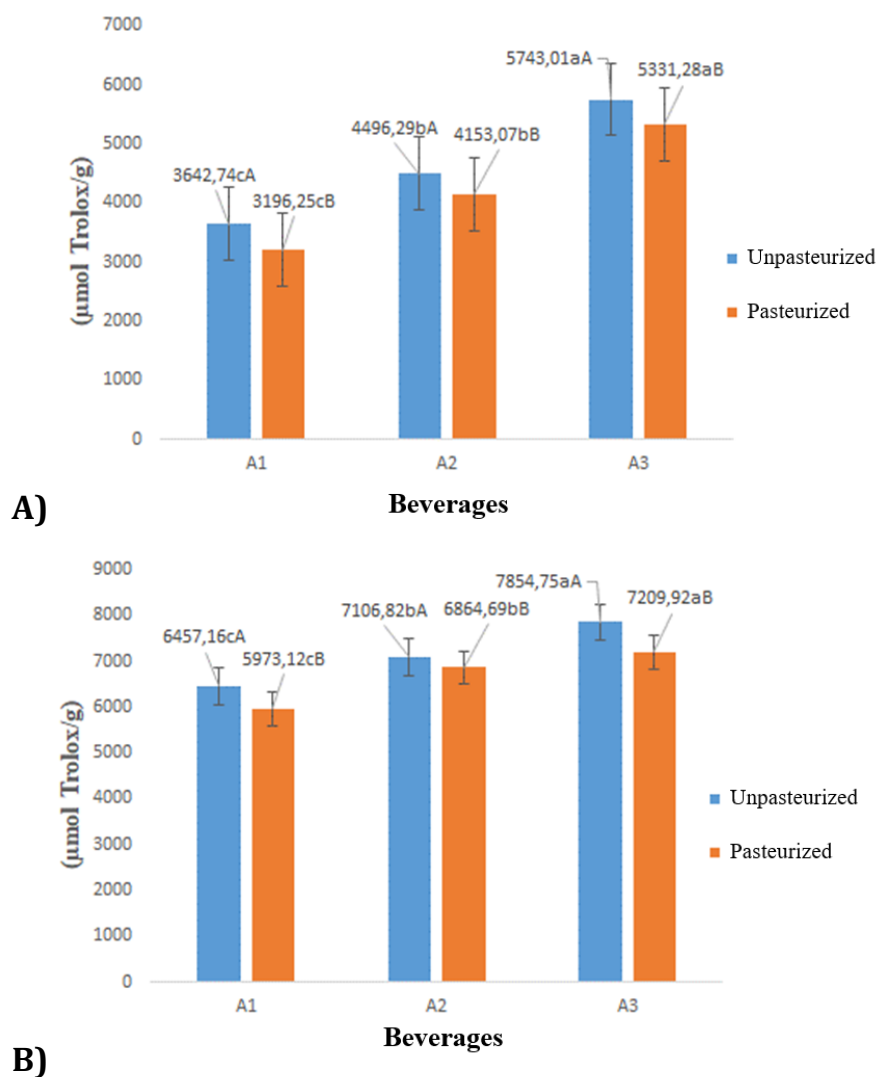 7000
6000
5000
4000
3000
2000
1000
0
(µmol Trolox/g)
3642,74cA
3196,25cB
4496,29bA
4153,07bB
5743,01aA
5331,28aB
Unpasteurized
Pasteurized
A1 A2 A3
Beverages
A)
9000
8000
7000
6000
5000
4000
3000
2000
1000
0
(µmol Trolox/g)
6457,16cA
5973,12cB
7106,82bA
6864,69bB
7854,75aA
7209,92aB
Unpasteurized
Pasteurized
A1 A2 A3
Beverages
B)